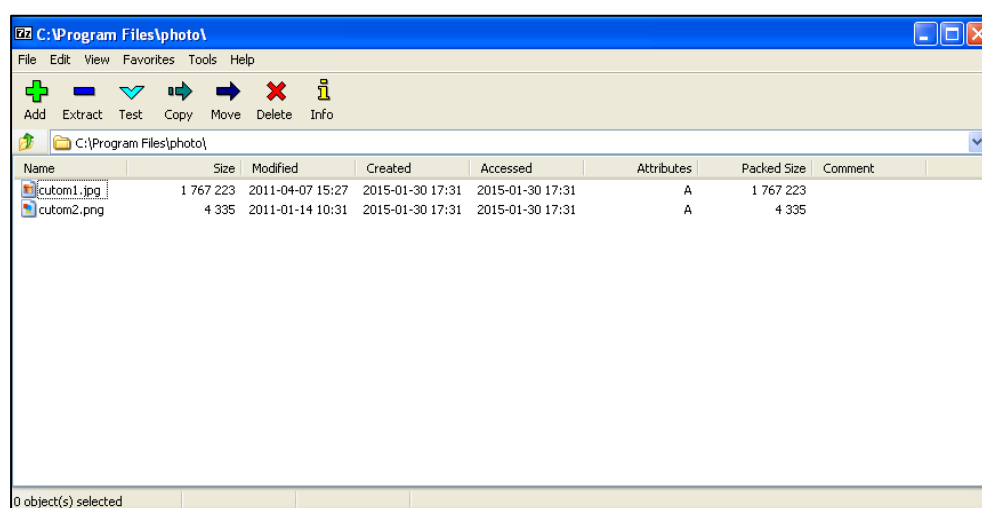 7z C:\Program Files\photo\
File Edit View Favorites Tools Help
Add Extract Test Copy Move Delete Info
C:\Program Files\photo\
Name Size Modified Created Accessed Attributes Packed Size Comment
cutom1.jpg 1 767 223 2011-04-07 15:27 2015-01-30 17:31 2015-01-30 17:31 A 1 767 223
cutom2.png 4 335 2011-01-14 10:31 2015-01-30 17:31 2015-01-30 17:31 A 4 335
0 object(s) selected